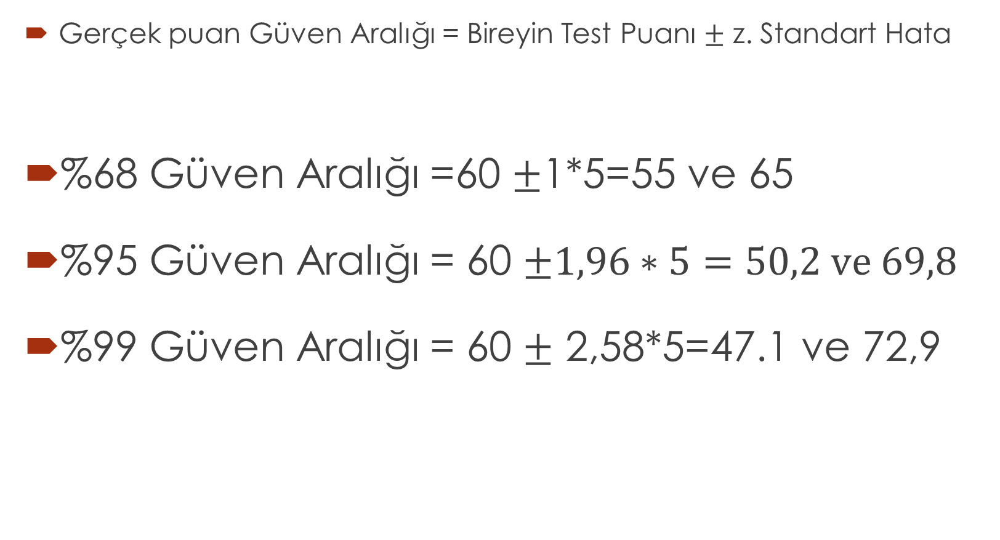 Gerçek puan Güven Aralığı = Bireyin Test Puanı ± z. Standart Hata
%68 Güven Aralığı =60 ±1*5=55 ve 65
%95 Güven Aralığı = 60 ±1,96 ∗ 5 = 50,2 ve 69,8
%99 Güven Aralığı = 60 ± 2,58*5=47.1 ve 72,9